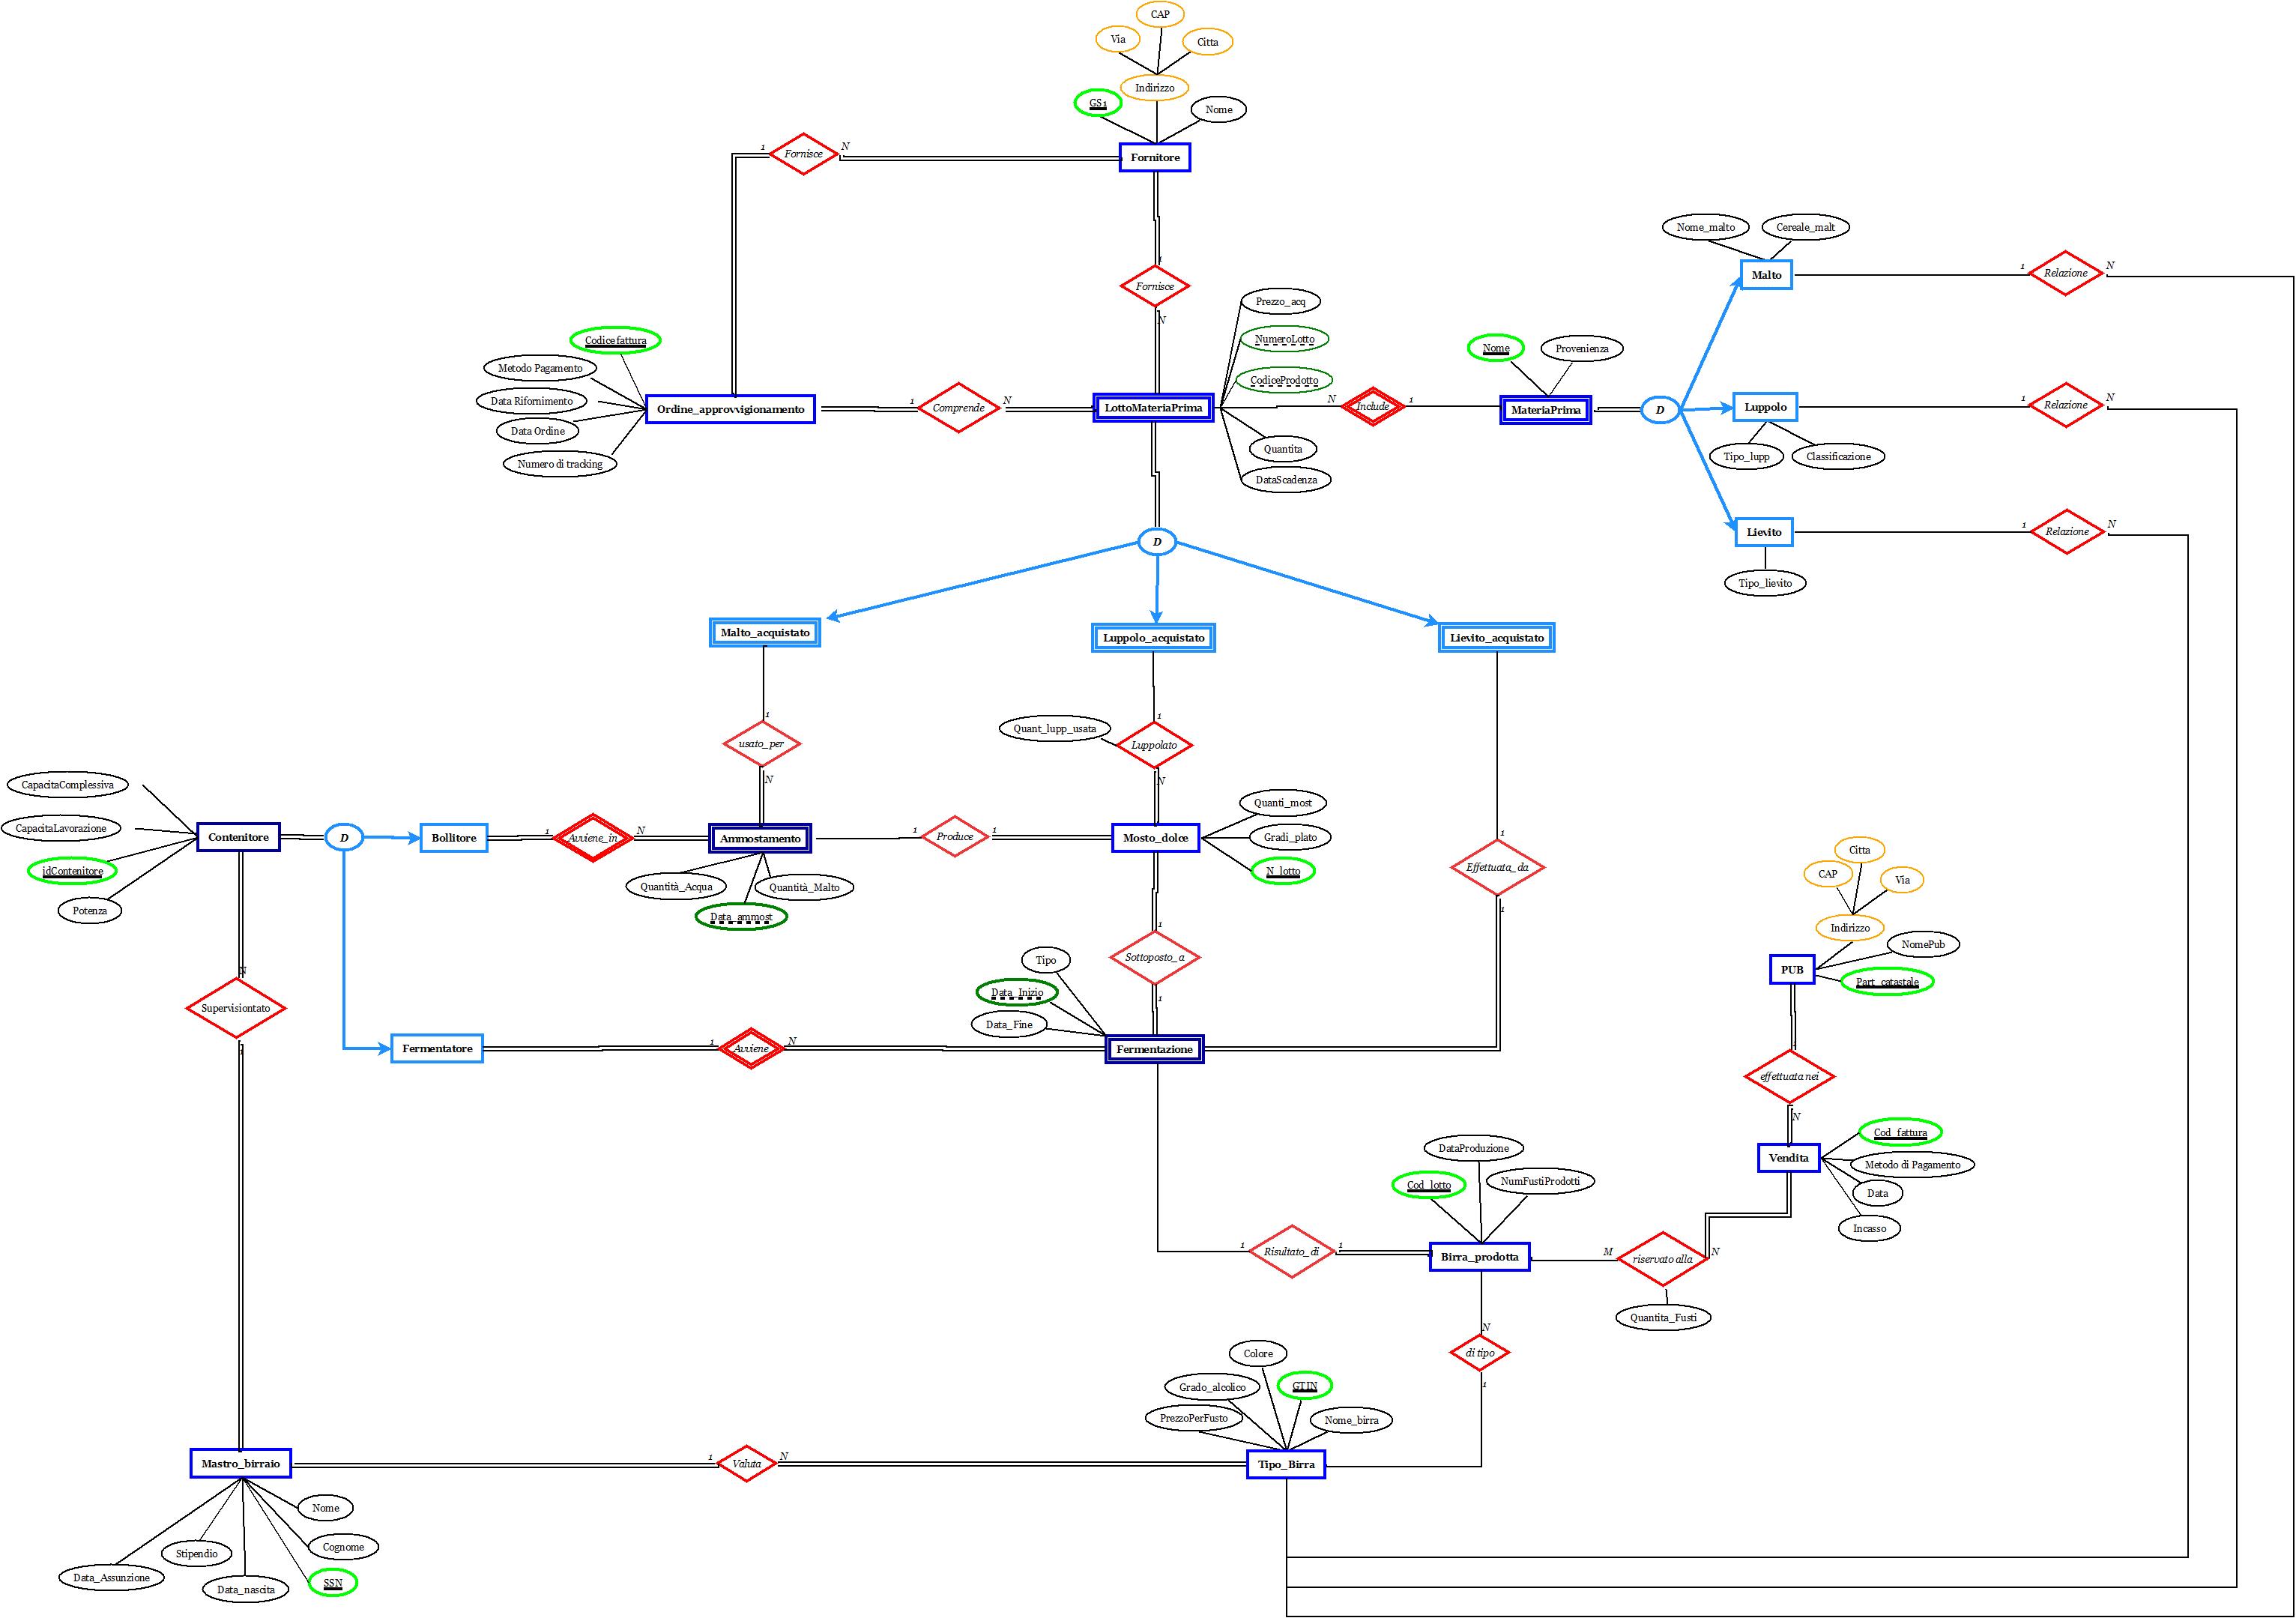 CAP
Via
Citta
Indirizzo
GS1
Nome
1
Fornisce
N
Fornitore
Nome_malto
Cereale_malt
1
Fornisce
N
Malto
1
Relazione
N
Prezzo_acq
NumeroLotto
CodiceProdotto
Codice fattura
Metodo Pagamento
Data Rifornimento
Data Ordine
Numero di tracking
Ordine_approvvigionamento
1
Comprende
N
LottoMateriaPrima
N
Include
1
Nome
Provenienza
MateriaPrima
D
Luppolo
1
Relazione
N
Quantita
DataScadenza
Tipo_lupp
Classificazione
D
Lievito
1
Relazione
N
Tipo_lievito
Malto_acquistato
Luppolo_acquistato
Lievito_acquistato
1
usato_per
N
Quant_lupp_usata
1
Luppolato
N
CapacitaComplessiva
CapacitaLavorazione
idContenitore
Potenza
Contenitore
D
Bollitore
1
Avviene_in
N
Ammostamento
1
Produce
1
Mosto_dolce
Quanti_most
Gradi_plato
N_lotto
1
Effettuata_da
1
Quantità_Acqua
Quantità_Malto
Data_ammost
Citta
CAP
Via
Indirizzo
NomePub
PUB
Part_catastale
1
Sottoposto_a
1
Tipo
Data_Inizio
Data_Fine
N
Supervisiontato
1
Fermentatore
1
Avviene
N
Fermentazione
1
effettuata nei
N
Vendita
Cod_fattura
Metodo di Pagamento
Data
Incasso
DataProduzione
Cod_lotto
NumFustiProdotti
1
Risultato_di
1
Birra_prodotta
M
riservato alla
N
Quantita_Fusti
N
di tipo
1
Colore
Grado_alcolico
GTIN
PrezzoPerFusto
Nome_birra
Mastro_birraio
1
Valuta
N
Tipo_Birra
Nome
Cognome
Stipendio
Data_Assunzione
Data_nascita
SSN